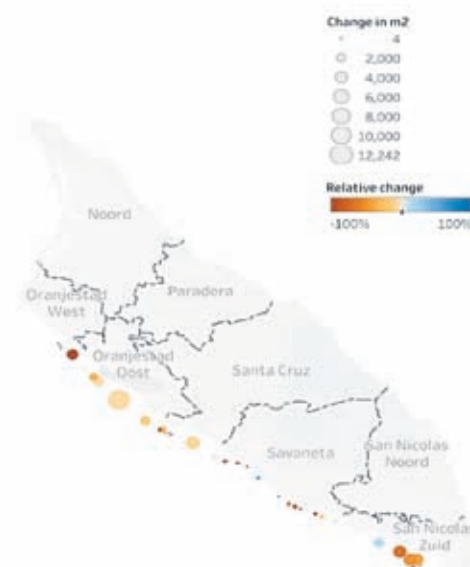 Change in m2
4
2,000
4,000
6,000
8,000
10,000
12,242
Relative change
-100%
100%
Noord
Oranjestad
West
Paradera
Oranjestad
Oost
Santa Cruz
Savaneta
San Nicolas
Noord
San Nicolas
Zuid